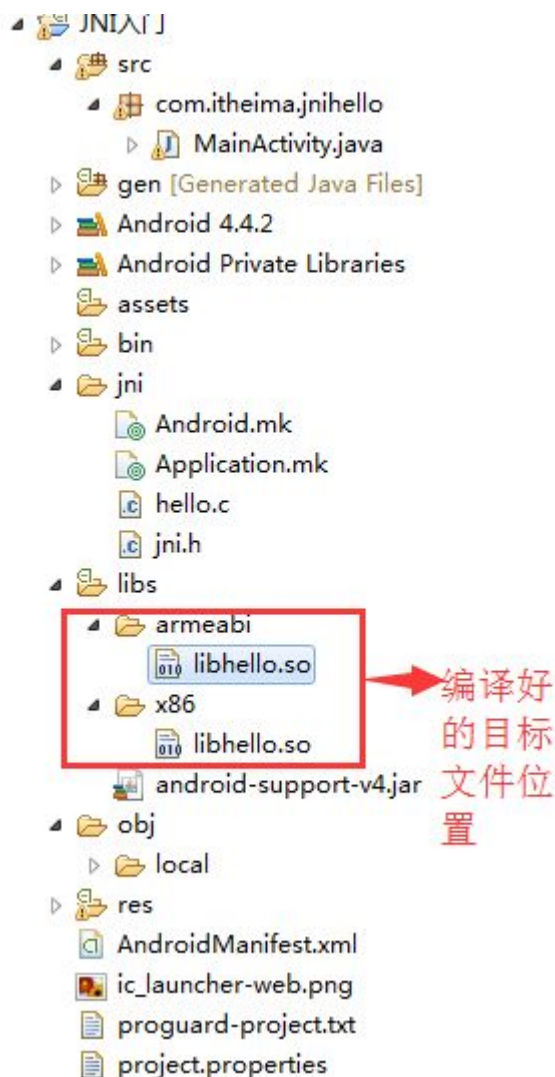 JNI入门
src
com.itheima.jnihello
MainActivity.java
gen [Generated Java Files]
Android 4.4.2
Android Private Libraries
assets
bin
jni
Android.mk
Application.mk
hello.c
jni.h
libs
armeabi
libhello.so
x86
libhello.so
android-support-v4.jar
编译好
的目标
文件位
置
obj
local
res
AndroidManifest.xml
ic_launcher-web.png
proguard-project.txt
project.properties